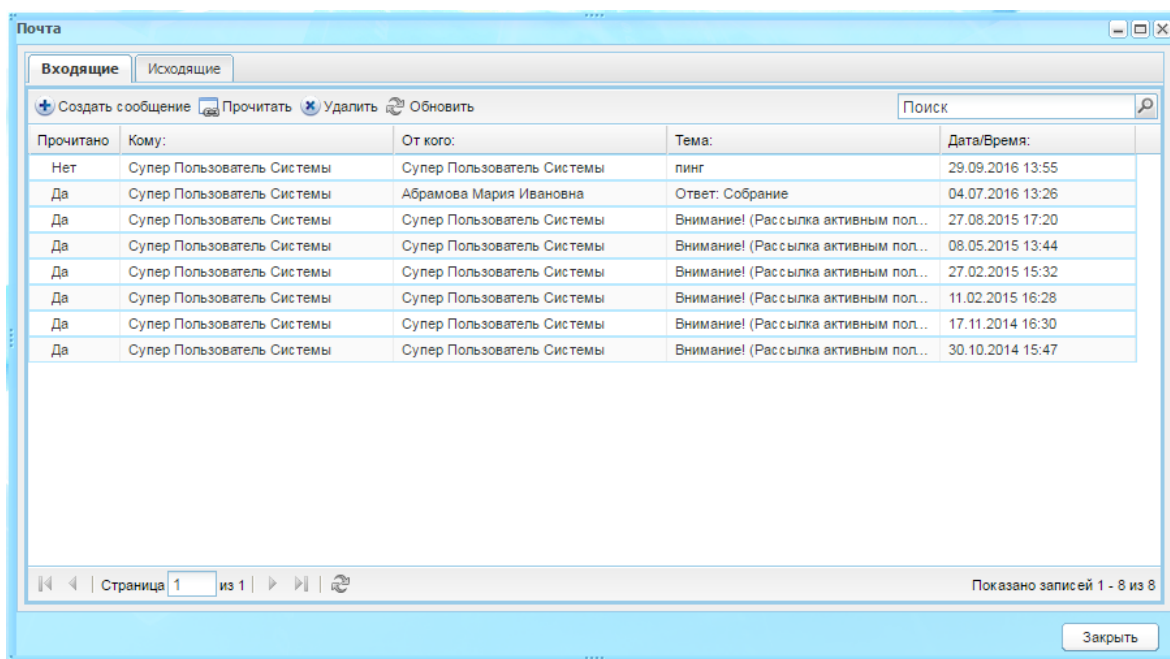 Почта
Входящие Исходящие
Создать сообщение Прочитать Удалить Обновить Поиск
Прочитано Кому: От кого: Тема: Дата/Время:
Нет Супер Пользователь Системы Супер Пользователь Системы пинг 29.09.2016 13:55
Да Супер Пользователь Системы Абрамова Мария Ивановна Ответ: Собрание 04.07.2016 13:26
Да Супер Пользователь Системы Супер Пользователь Системы Внимание! (Рассылка активным пол... 27.08.2015 17:20
Да Супер Пользователь Системы Супер Пользователь Системы Внимание! (Рассылка активным пол... 08.05.2015 13:44
Да Супер Пользователь Системы Супер Пользователь Системы Внимание! (Рассылка активным пол... 27.02.2015 15:32
Да Супер Пользователь Системы Супер Пользователь Системы Внимание! (Рассылка активным пол... 11.02.2015 16:28
Да Супер Пользователь Системы Супер Пользователь Системы Внимание! (Рассылка активным пол... 17.11.2014 16:30
Да Супер Пользователь Системы Супер Пользователь Системы Внимание! (Рассылка активным пол... 30.10.2014 15:47
Страница 1 из 1 Показано записей 1 - 8 из 8
Закрыть